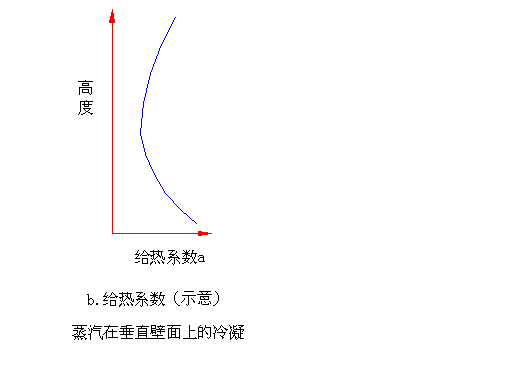 高
度
给热系数a
b.给热系数（示意）
蒸汽在垂直壁面上的冷凝